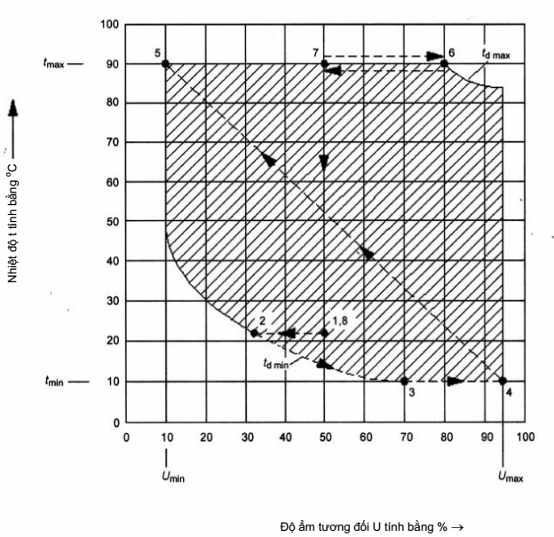 100
5
7
6
t_d max
t_max
90
80
70
60
50
40
30
2
1,8
20
t_d min
t_min
10
3
4
0
0 10 20 30 40 50 60 70 80 90 100
U_min
U_max
Nhiệt độ t tính bằng °C
Độ ẩm tương đối U tính bằng % →